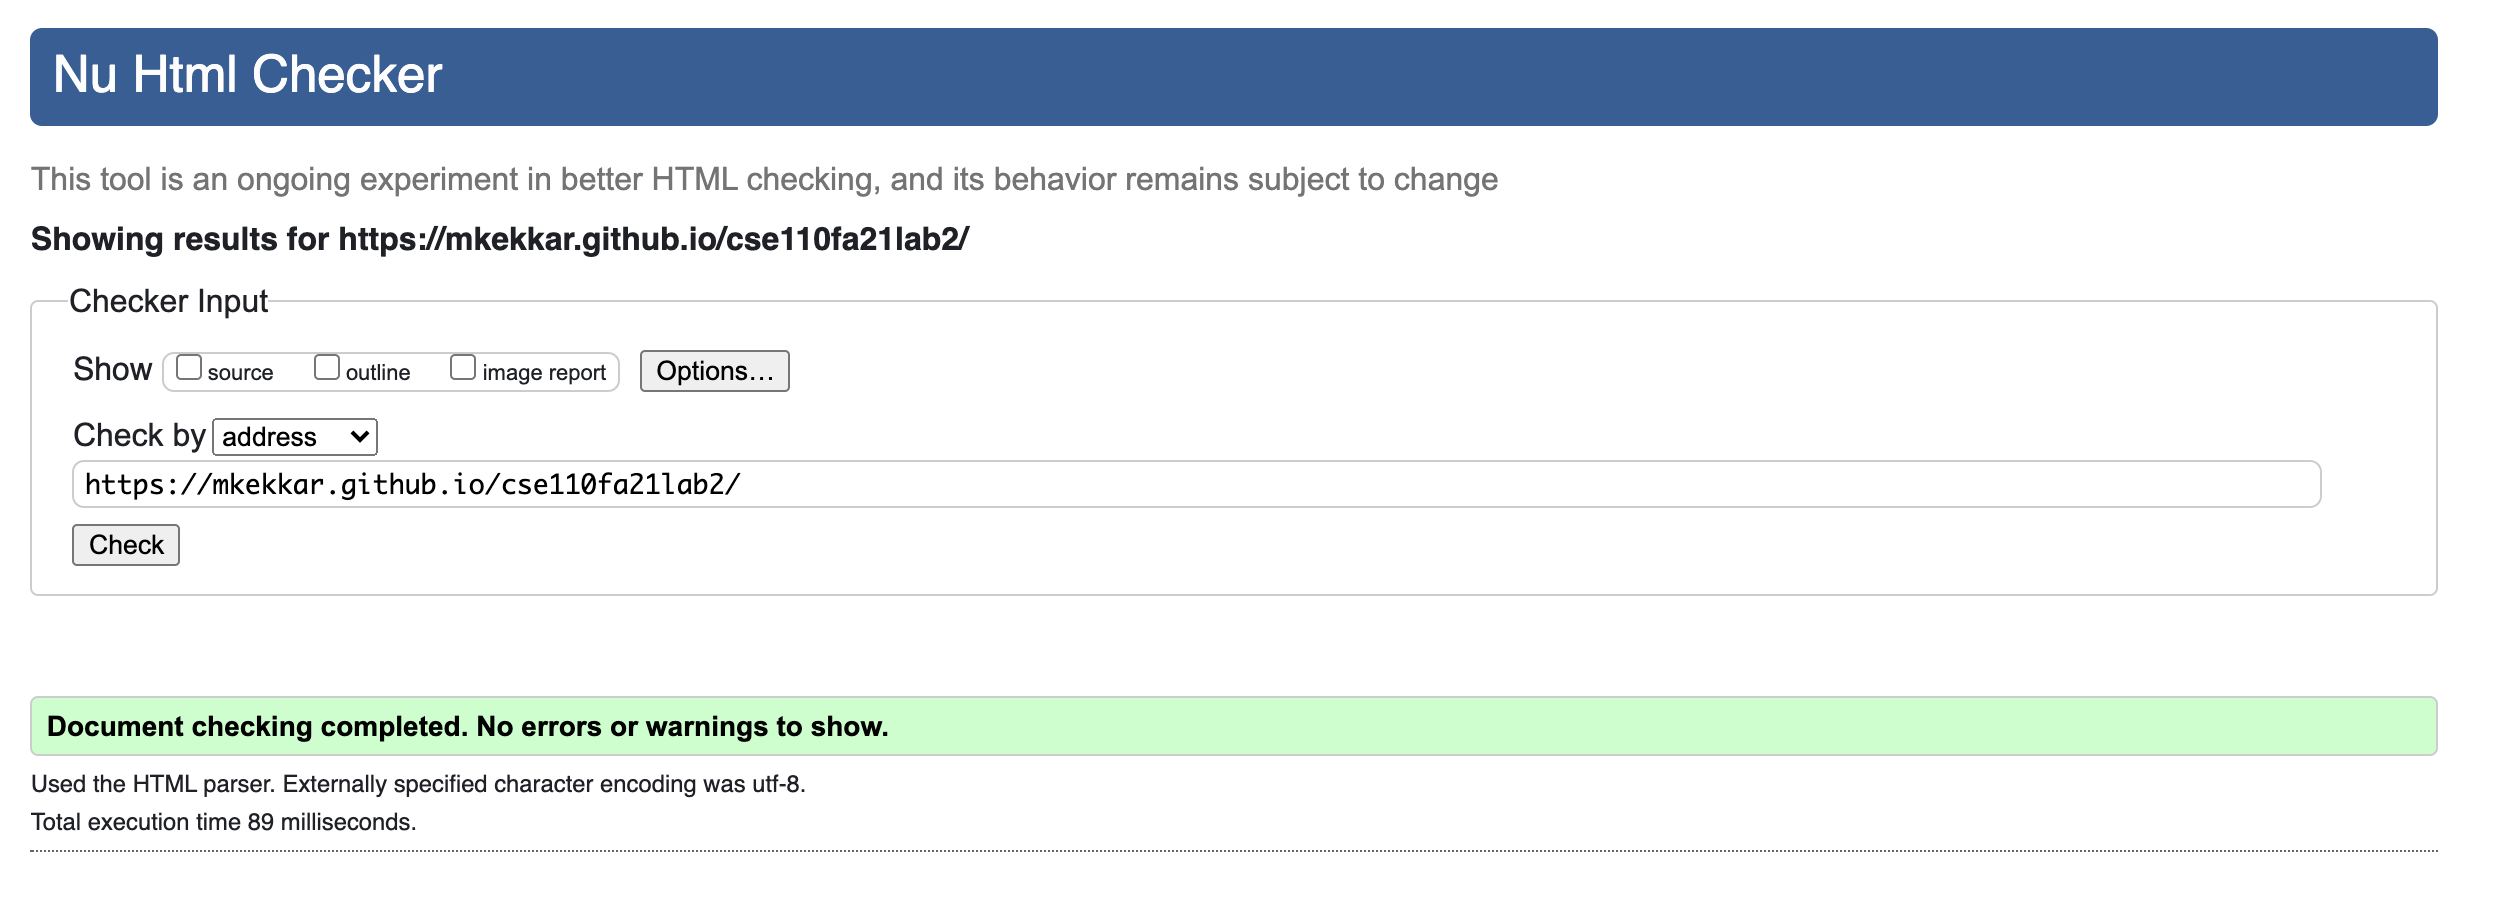 Nu Html Checker
This tool is an ongoing experiment in better HTML checking, and its behavior remains subject to change
Showing results for https://mkekkar.github.io/cse110fa21lab2/
Checker Input
Show source outline image report Options...
Check by address
https://mkekkar.github.io/cse110fa21lab2/
Check
Document checking completed. No errors or warnings to show.
Used the HTML parser. Externally specified character encoding was utf-8.
Total execution time 89 milliseconds.